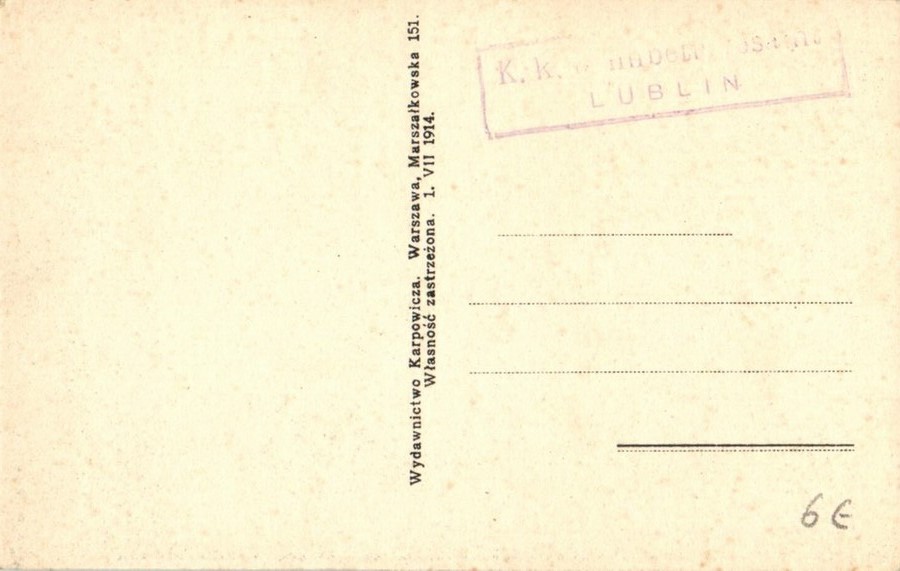 Wydawnictwo Karpowicza. Warszawa, Marszałkowska 151.
Własność zastrzeżona. 1. VII 1914.
K. k.
LUBLIN
6 €